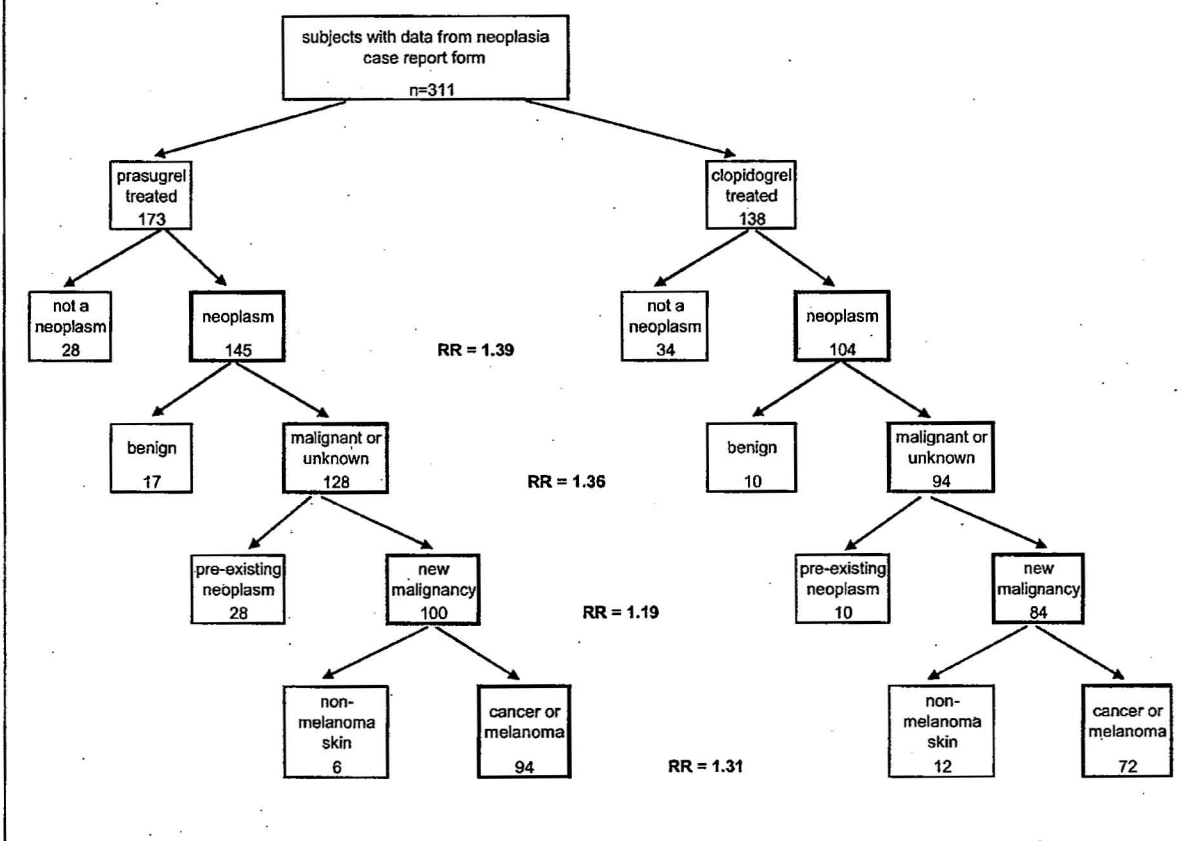 subjects with data from neoplasia
case report form
n=311
prasugrel
treated
173
clopidogrel
treated
138
not a
neoplasm
28
neoplasm
145
RR = 1.39
not a
neoplasm
34
neoplasm
104
benign
17
malignant or
unknown
128
RR = 1.36
benign
10
malignant or
unknown
94
pre-existing
neoplasm
28
new
malignancy
100
RR = 1.19
pre-existing
neoplasm
10
new
malignancy
84
non-
melanoma
skin
6
cancer or
melanoma
94
RR = 1.31
non-
melanoma
skin
12
cancer or
melanoma
72